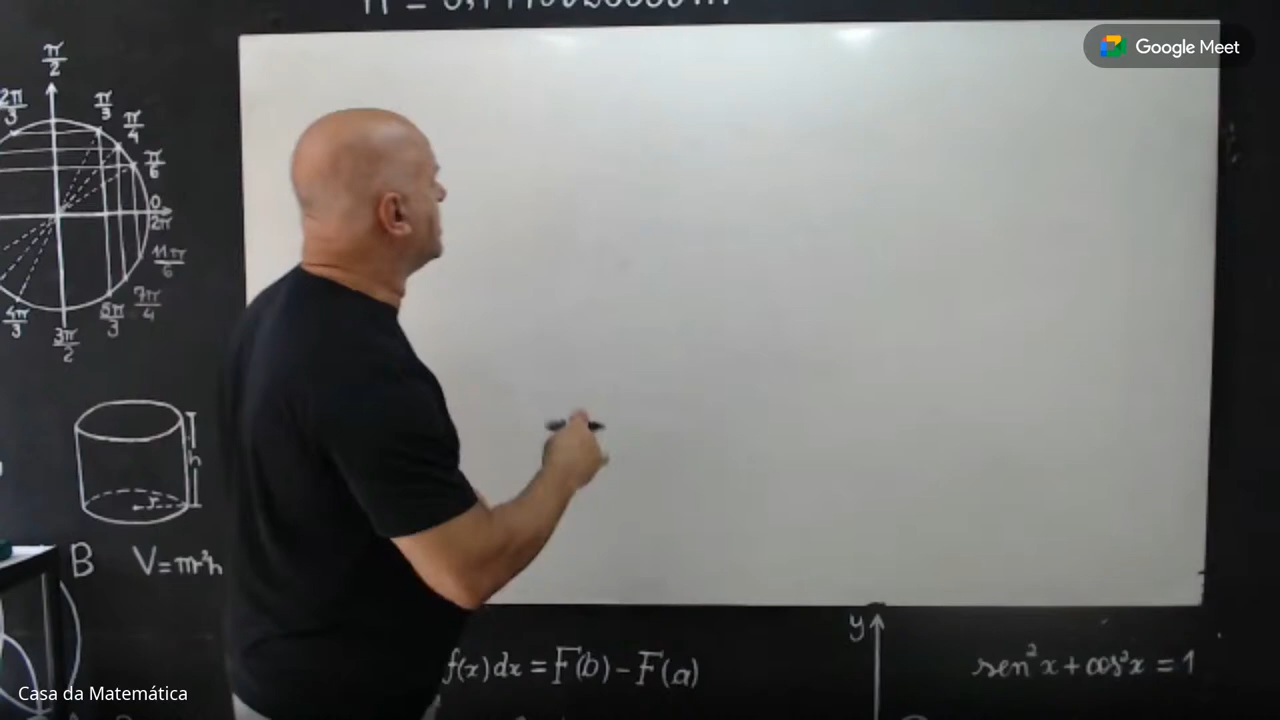 Google Meet
π/2
2π/3
π/3
π/4
π/6
0
2π
11π/6
7π/4
5π/3
4π/3
3π/2
h
r
B V=πr²h
f(x)dx = F(b) - F(a)
y
sen²x + cos²x = 1
Casa da Matemática